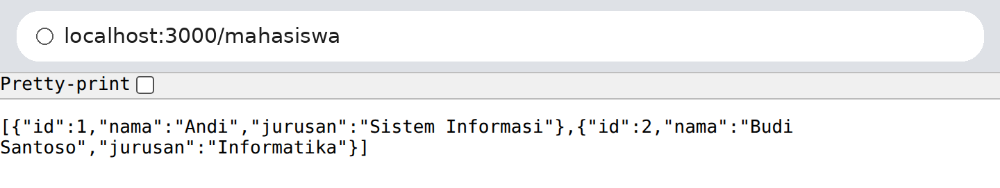 localhost:3000/mahasiswa
Pretty-print
[{"id":1,"nama":"Andi","jurusan":"Sistem Informasi"},{"id":2,"nama":"Budi
Santoso","jurusan":"Informatika"}]